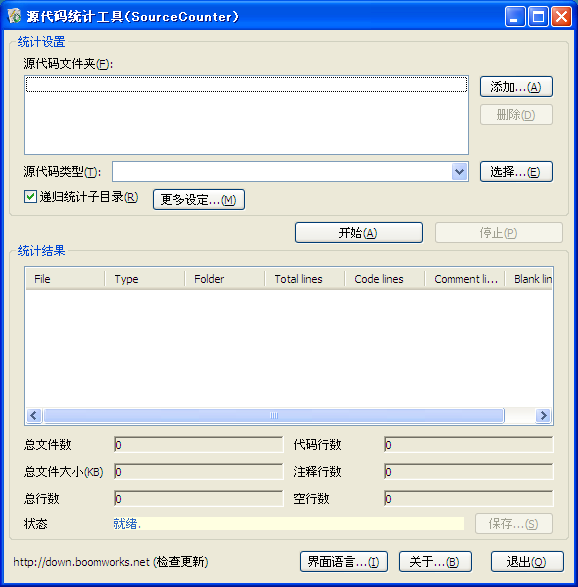 源代码统计工具(SourceCounter)
统计设置
源代码文件夹(F):
添加...(A)
删除(D)
源代码类型(T):
选择...(E)
递归统计子目录(R)
更多设定...(M)
开始(A)
停止(P)
统计结果
File Type Folder Total lines Code lines Comment li... Blank lin
总文件数 0 代码行数 0
总文件大小(KB) 0 注释行数 0
总行数 0 空行数 0
状态 就绪. 保存...(S)
http://down.boomworks.net (检查更新) 界面语言...(I) 关于...(B) 退出(O)